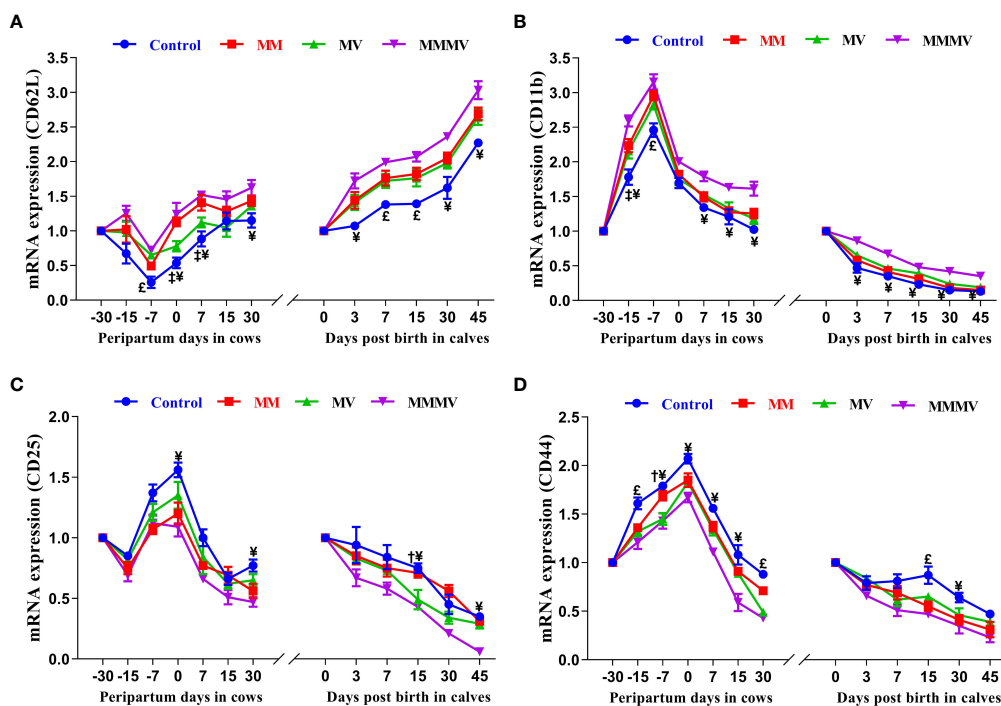 A
Control MM MV MMMV
mRNA expression (CD62L)
3.5
3.0
2.5
2.0
1.5
1.0
0.5
0.0
£ ‡¥ ‡¥ ¥ ¥ £ £ ¥ ¥
-30 -15 -7 0 7 15 30 0 3 7 15 30 45
Peripartum days in cows Days post birth in calves
B
Control MM MV MMMV
mRNA expression (CD11b)
3.5
3.0
2.5
2.0
1.5
1.0
0.5
0.0
‡¥ £ ¥ ¥ ¥ ¥ ¥ ¥ ¥ ¥
-30 -15 -7 0 7 15 30 0 3 7 15 30 45
Peripartum days in cows Days post birth in calves
C
Control MM MV MMMV
mRNA expression (CD25)
2.0
1.5
1.0
0.5
0.0
¥ ¥ †¥ ¥
-30 -15 -7 0 7 15 30 0 3 7 15 30 45
Peripartum days in cows Days post birth in calves
D
Control MM MV MMMV
mRNA expression (CD44)
2.5
2.0
1.5
1.0
0.5
0.0
£ †¥ ¥ ¥ ¥ £ £ ¥
-30 -15 -7 0 7 15 30 0 3 7 15 30 45
Peripartum days in cows Days post birth in calves